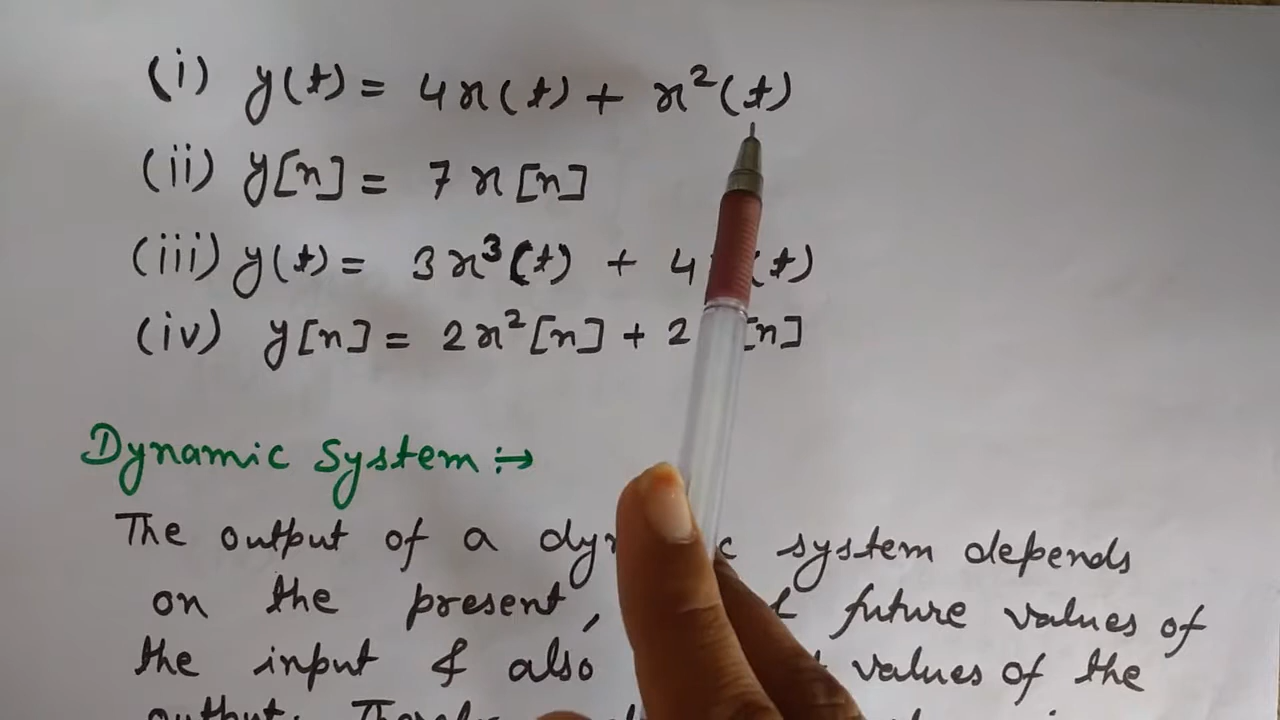 (i) y(t) = 4x(t) + x²(t)
(ii) y[n] = 7x[n]
(iii) y(t) = 3x³(t) + 4 (t)
(iv) y[n] = 2x²[n] + 2 [n]
Dynamic System :→
The output of a system depends
on the present, future values of
the input & also values of the
output.